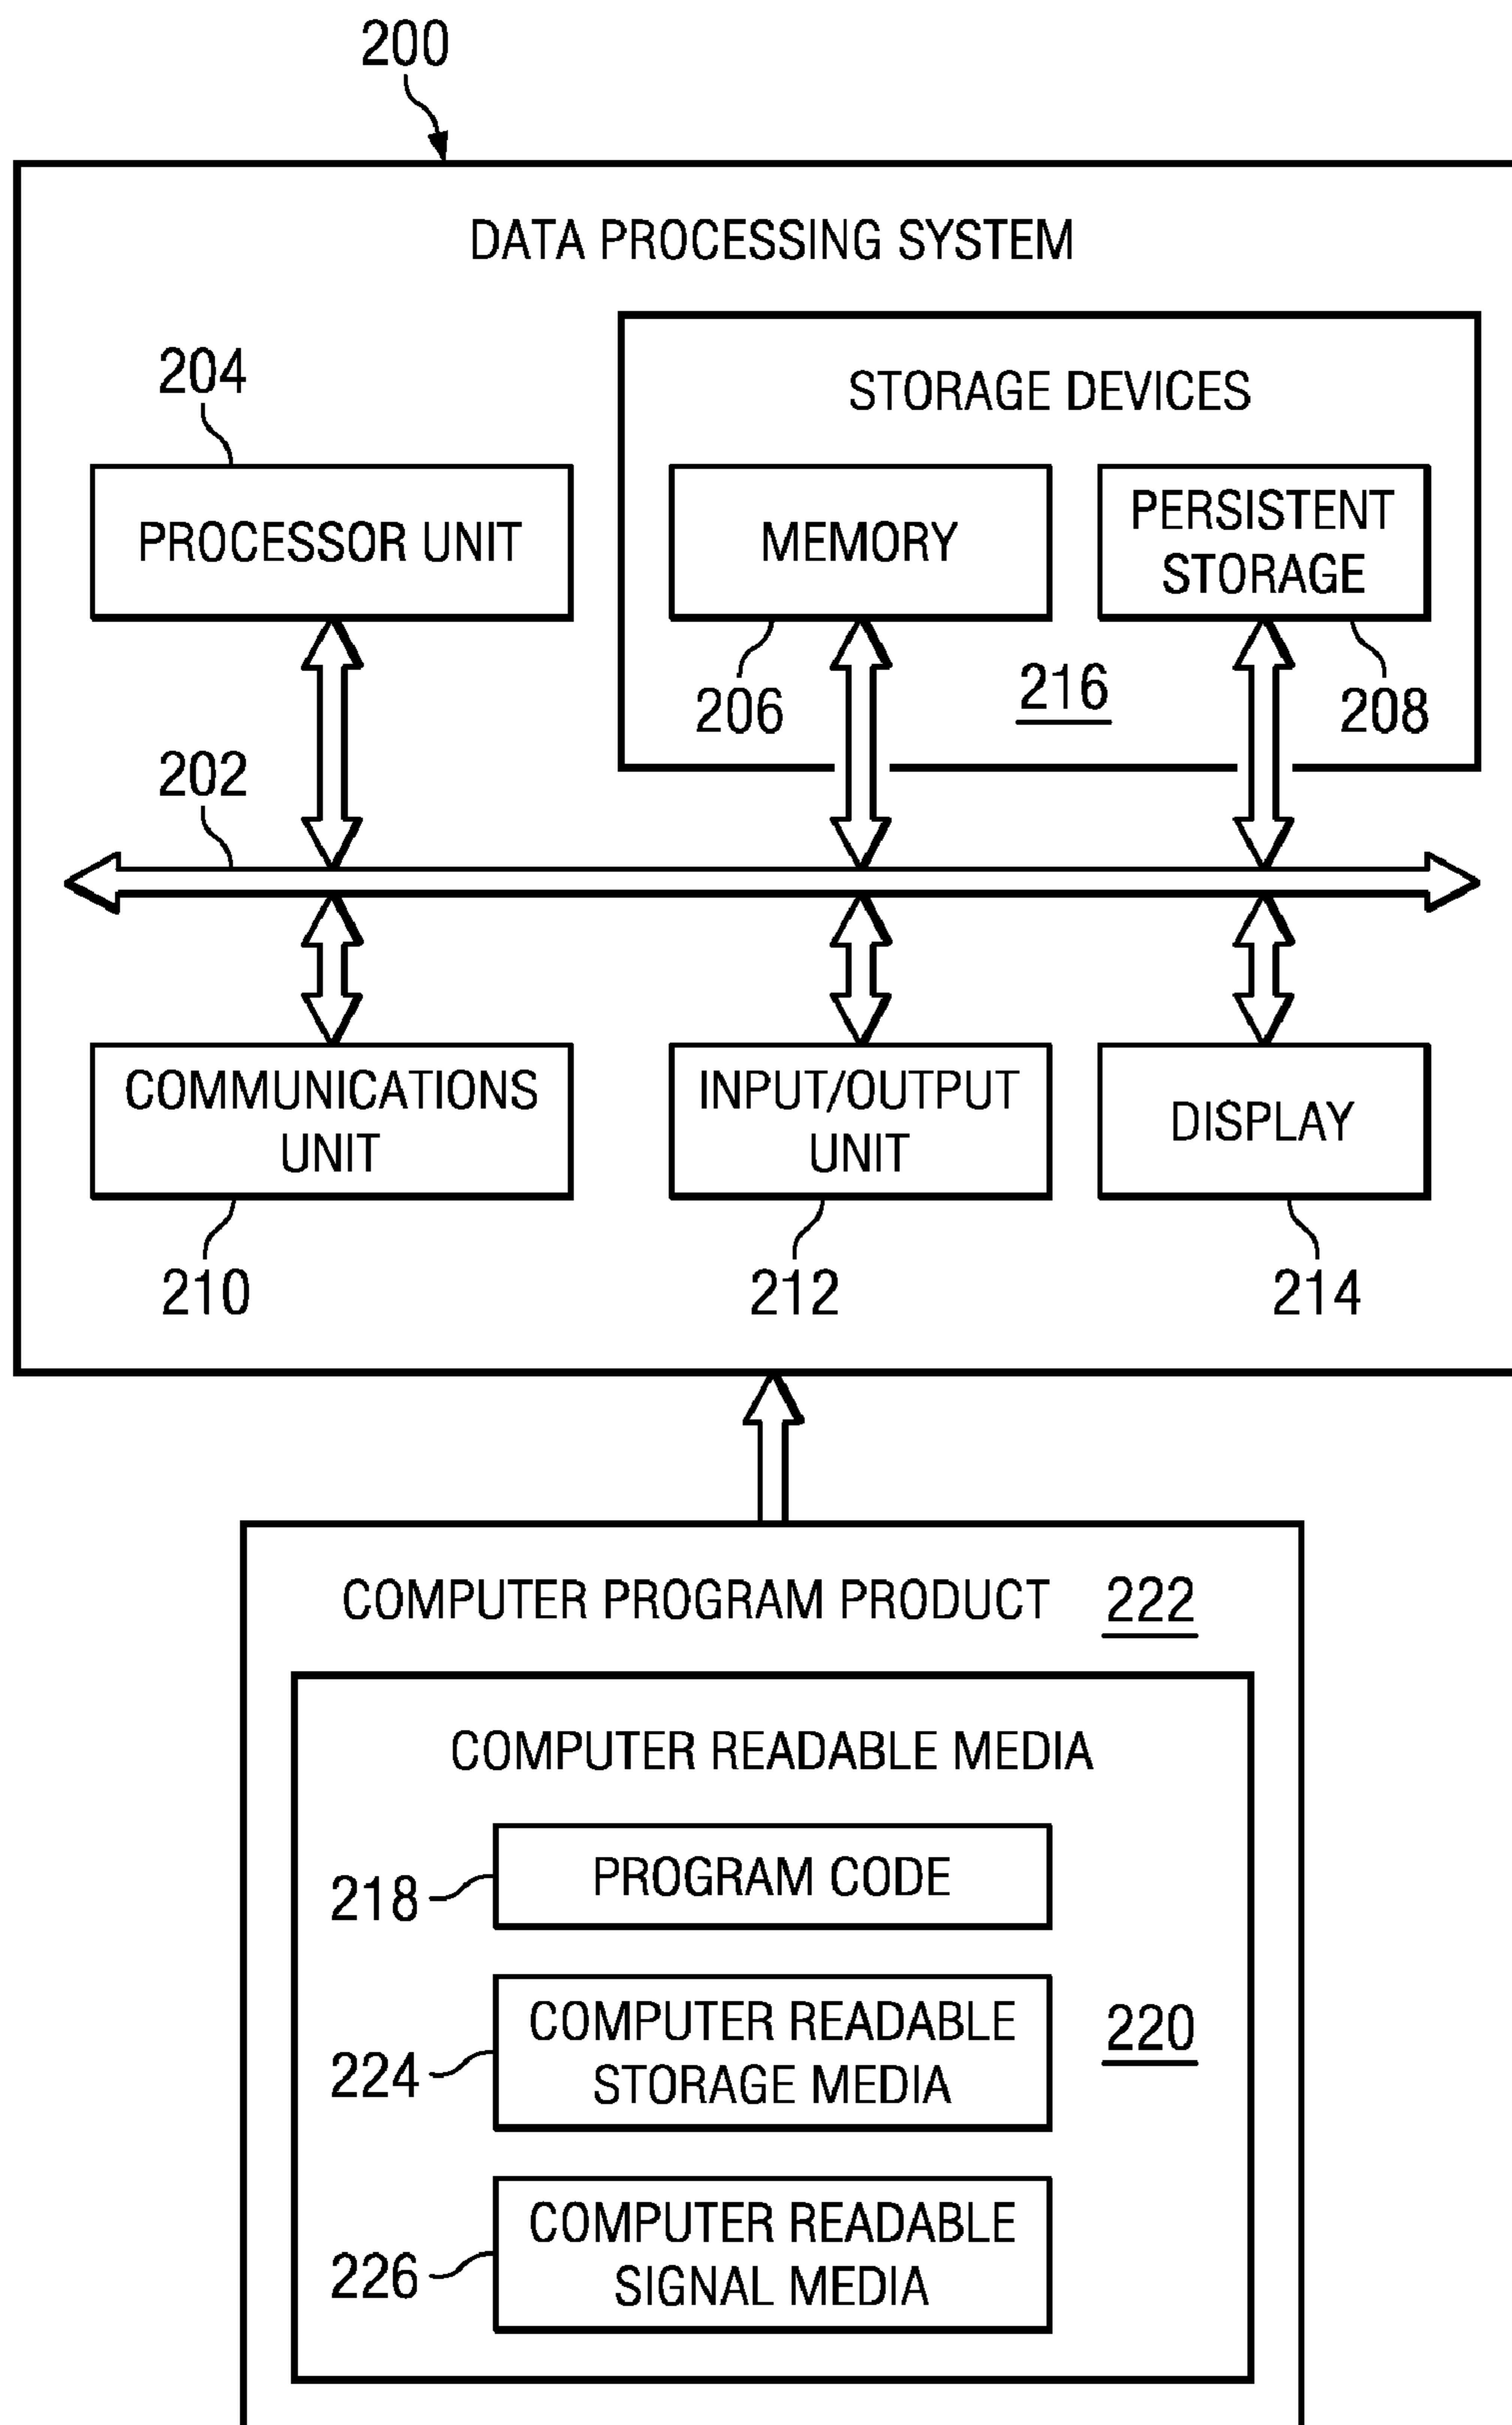 200
DATA PROCESSING SYSTEM
204
STORAGE DEVICES
PROCESSOR UNIT
MEMORY
PERSISTENT
STORAGE
206
216
208
202
COMMUNICATIONS
UNIT
INPUT/OUTPUT
UNIT
DISPLAY
210
212
214
COMPUTER PROGRAM PRODUCT 222
COMPUTER READABLE MEDIA
218
PROGRAM CODE
224
COMPUTER READABLE
STORAGE MEDIA
220
226
COMPUTER READABLE
SIGNAL MEDIA